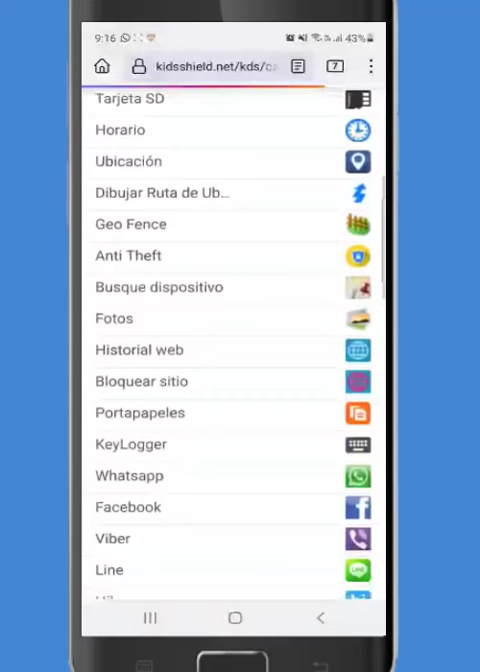 9:16
43%
kidsshield.net/kds/c
7
Tarjeta SD
Horario
Ubicación
Dibujar Ruta de Ub...
Geo Fence
Anti Theft
Busque dispositivo
Fotos
Historial web
Bloquear sitio
Portapapeles
KeyLogger
Whatsapp
Facebook
Viber
Line